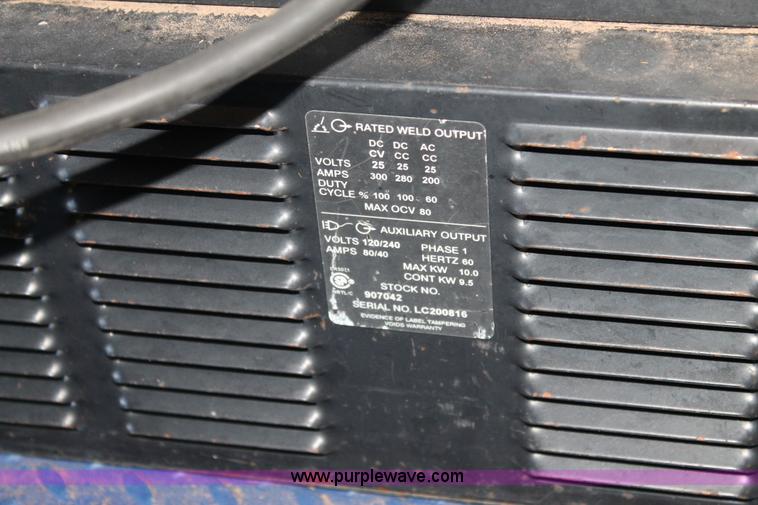 RATED WELD OUTPUT
DC DC AC
CV CC CC
VOLTS 25 25 25
AMPS 300 280 200
DUTY
CYCLE % 100 100 60
MAX OCV 80
AUXILIARY OUTPUT
VOLTS 120/240 PHASE 1
AMPS 80/40 HERTZ 60
MAX KW 10.0
CONT KW 9.5
NRTL/C
STOCK NO.
907042
SERIAL NO. LC200816
EVIDENCE OF LABEL TAMPERING
VOIDS WARRANTY
www.purplewave.com